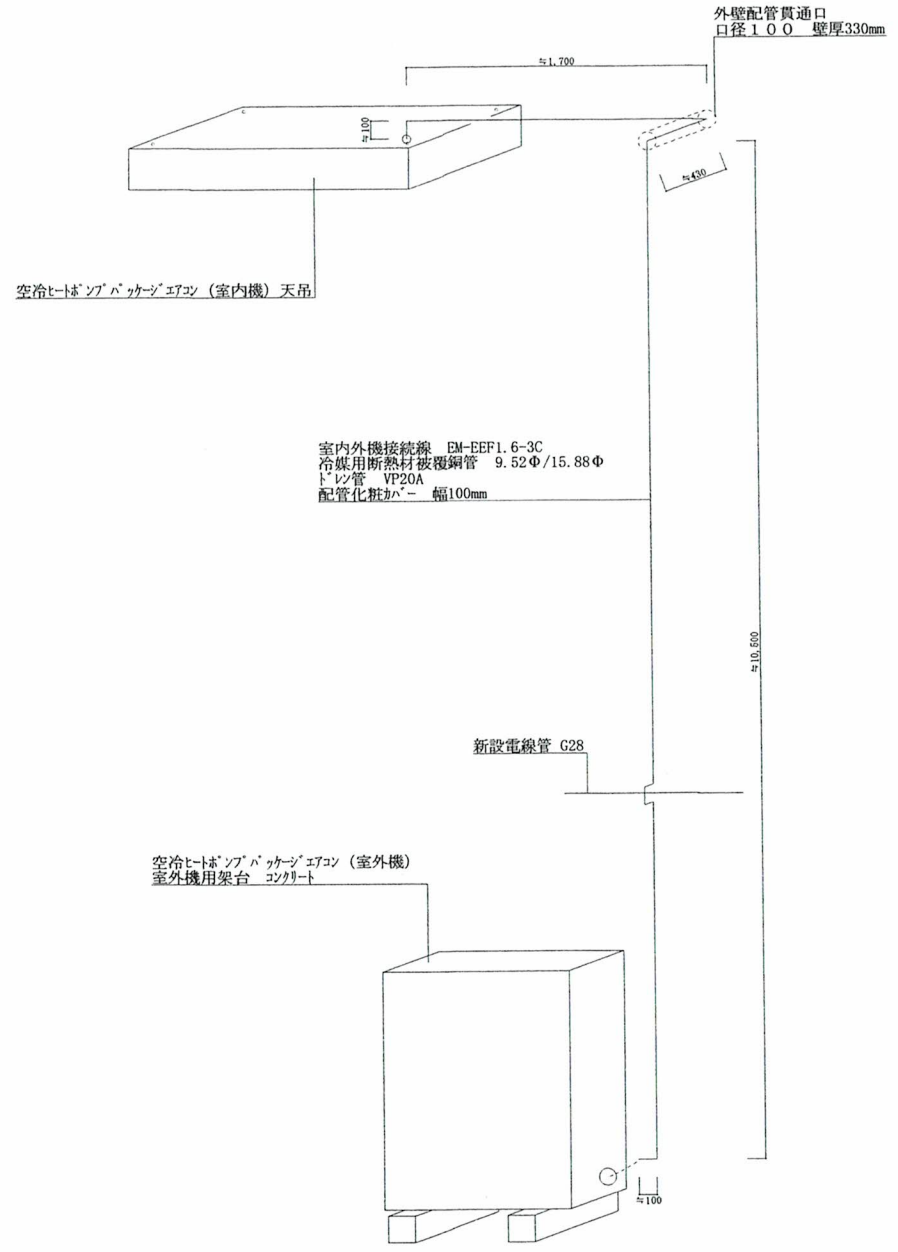 外壁配管貫通口
口径１００ 壁厚330mm
≒1,700
≒100
≒430
空冷ﾋｰﾄﾎﾟﾝﾌﾟﾊﾟｯｹｰｼﾞｴｱｺﾝ（室内機）天吊
室内外機接続線 EM-EEF1.6-3C
冷媒用断熱材被覆銅管 9.52Φ/15.88Φ
ﾄﾞﾚﾝ管 VP20A
配管化粧ｶﾊﾞｰ 幅100mm
≒10,500
新設電線管 G28
空冷ﾋｰﾄﾎﾟﾝﾌﾟﾊﾟｯｹｰｼﾞｴｱｺﾝ（室外機）
室外機用架台 ｺﾝｸﾘｰﾄ
≒100